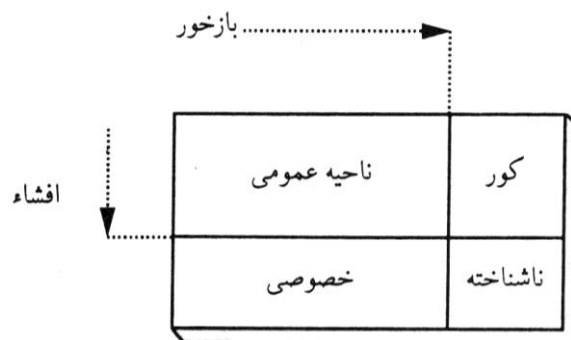 بازخور
کور
ناحیه عمومی
افشاء
ناشناخته
خصوصی